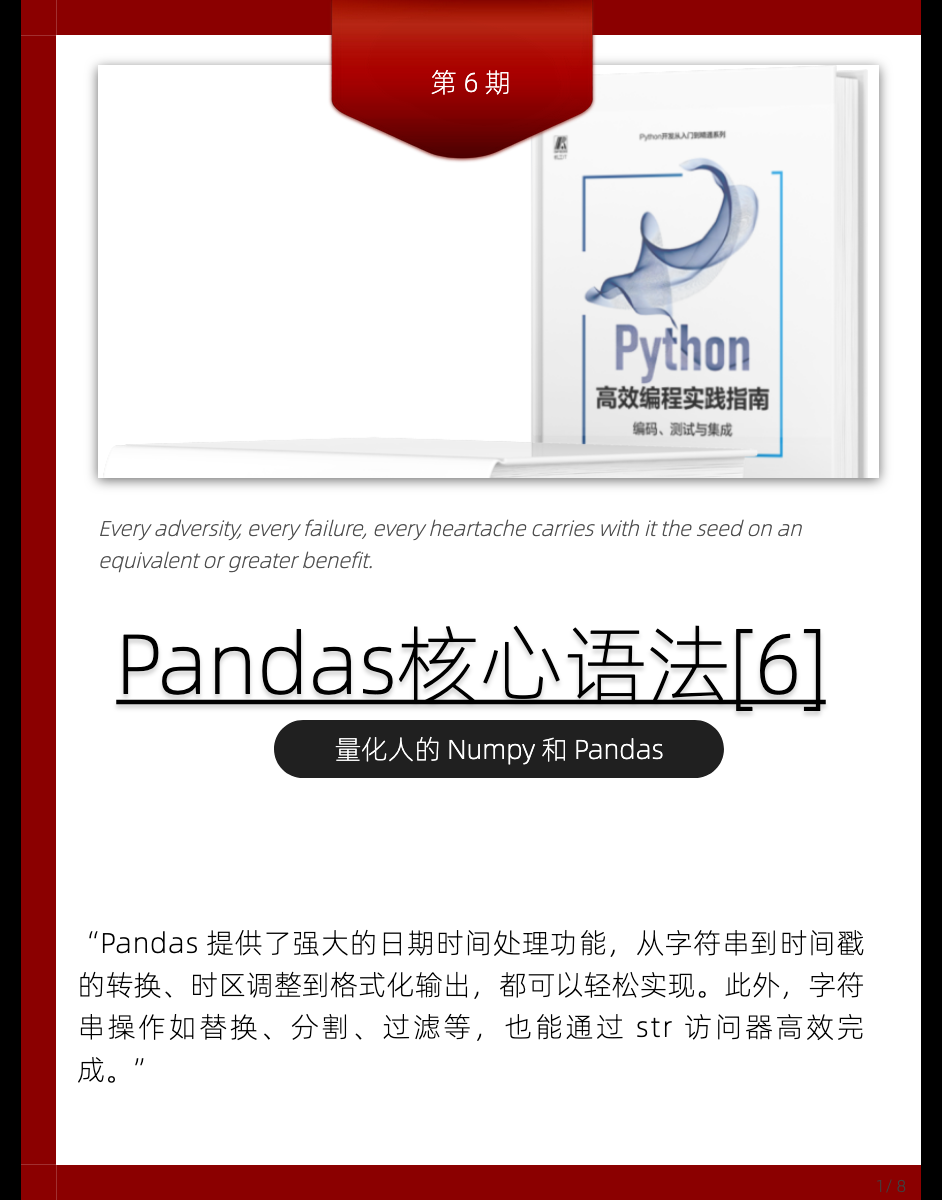 第 6 期
Python开发从入门到精通系列
Python
高效编程实践指南
编码、测试与集成
Every adversity, every failure, every heartache carries with it the seed on an
equivalent or greater benefit.
Pandas核心语法[6]
量化人的 Numpy 和 Pandas
“Pandas 提供了强大的日期时间处理功能，从字符串到时间戳
的转换、时区调整到格式化输出，都可以轻松实现。此外，字符
串操作如替换、分割、过滤等，也能通过 str 访问器高效完
成。”
1/ 8